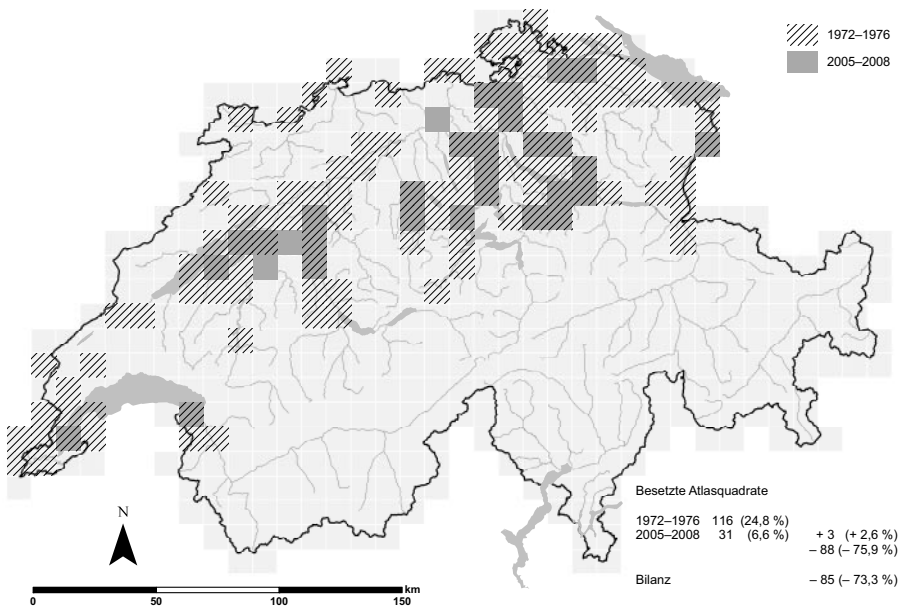 1972–1976
2005–2008
Besetzte Atlasquadrate
1972–1976 116 (24,8 %)
2005–2008 31 (6,6 %) + 3 (+ 2,6 %)
– 88 (– 75,9 %)
Bilanz – 85 (– 73,3 %)
N
km
0 50 100 150